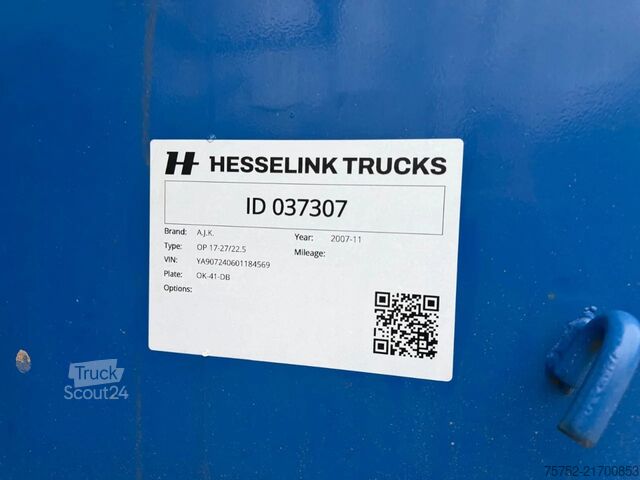 HESSELINK TRUCKS
ID 037307
Brand: A.J.K. Year: 2007-11
Type: OP 17-27/22.5 Mileage:
VIN: YA907240601184569
Plate: OK-41-DB
Options:
Truck
Scout24
75752-21700853